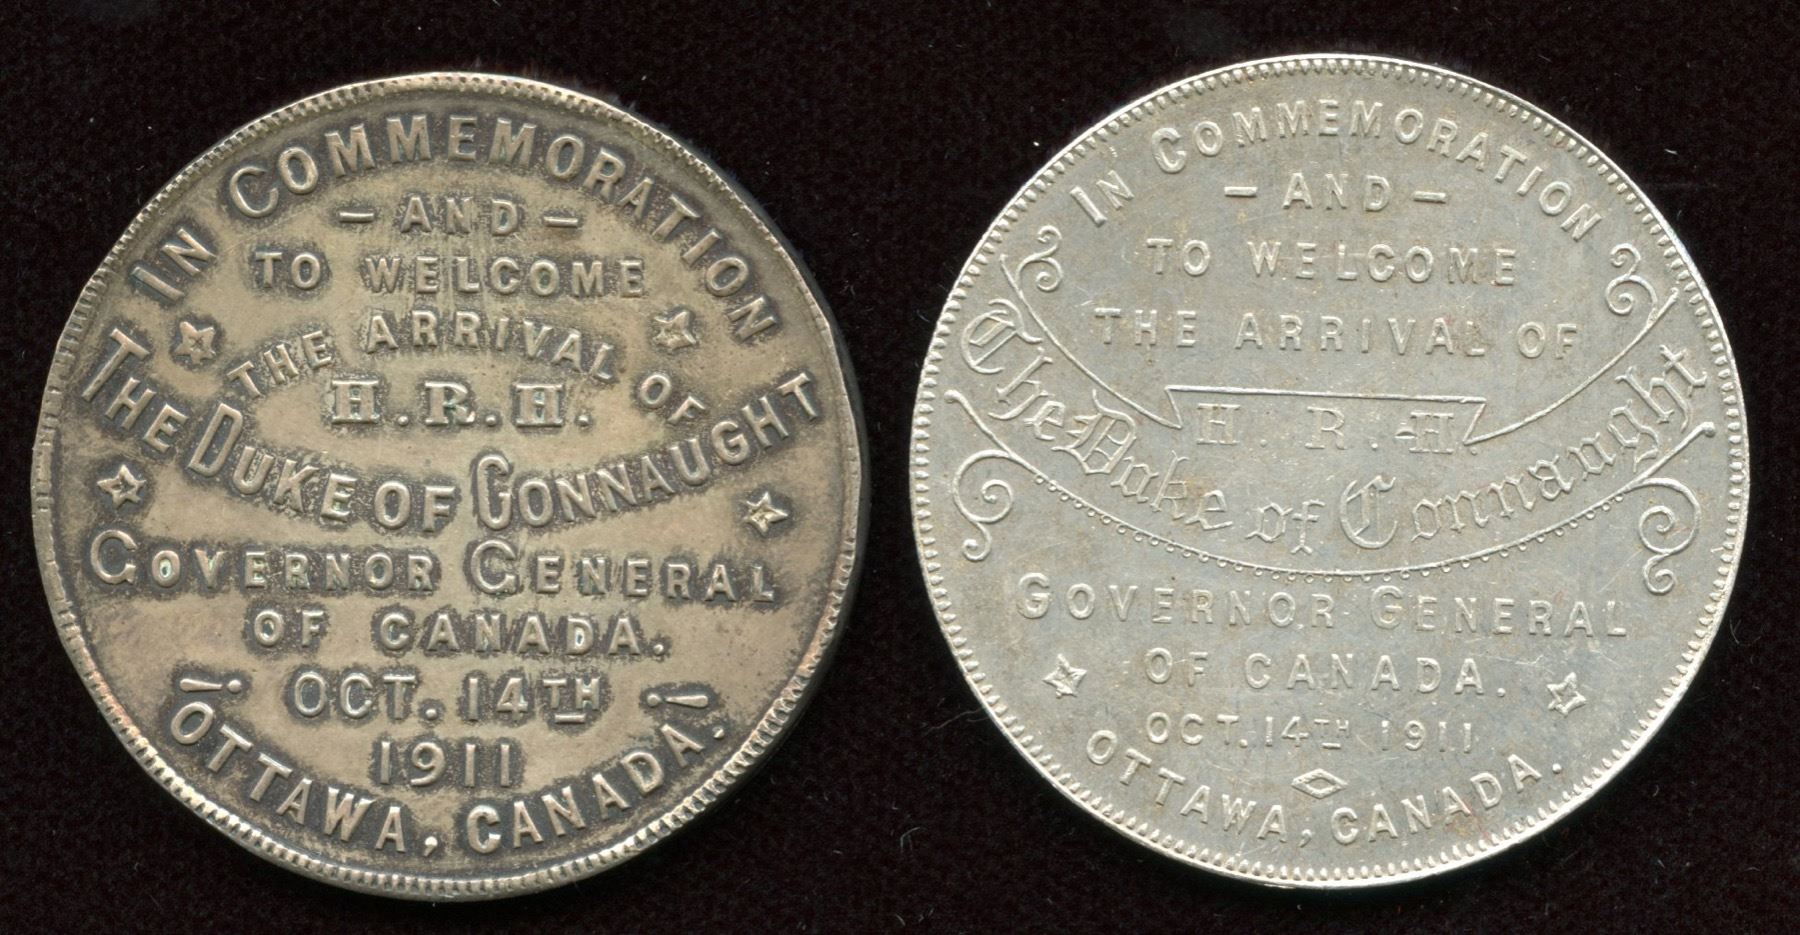 IN COMMEMORATION
— AND —
TO WELCOME
THE ARRIVAL OF
H.R.H.
THE DUKE OF CONNAUGHT
GOVERNOR GENERAL
OF CANADA.
OCT. 14TH
1911
¡OTTAWA, CANADA!
IN COMMEMORATION
— AND —
TO WELCOME
THE ARRIVAL OF
H. R. H.
The Duke of Connaught
GOVERNOR GENERAL
OF CANADA.
OCT. 14TH 1911
OTTAWA, CANADA.